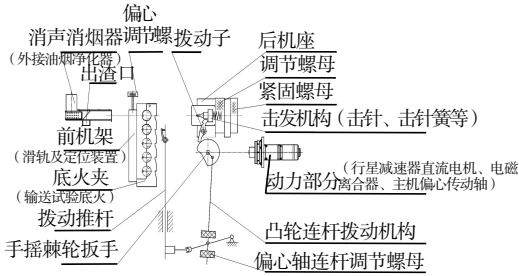 偏心
调节螺
消声消烟器
(外接油烟净化器)
出渣口
拨动子
后机座
调节螺母
紧固螺母
击发机构(击针、击针簧等)
前机架
(滑轨及定位装置)
底火夹
(输送试验底火)
动力部分
(行星减速器直流电机、电磁
离合器、主机偏心传动轴)
拨动推杆
手摇棘轮扳手
凸轮连杆拨动机构
偏心轴连杆调节螺母